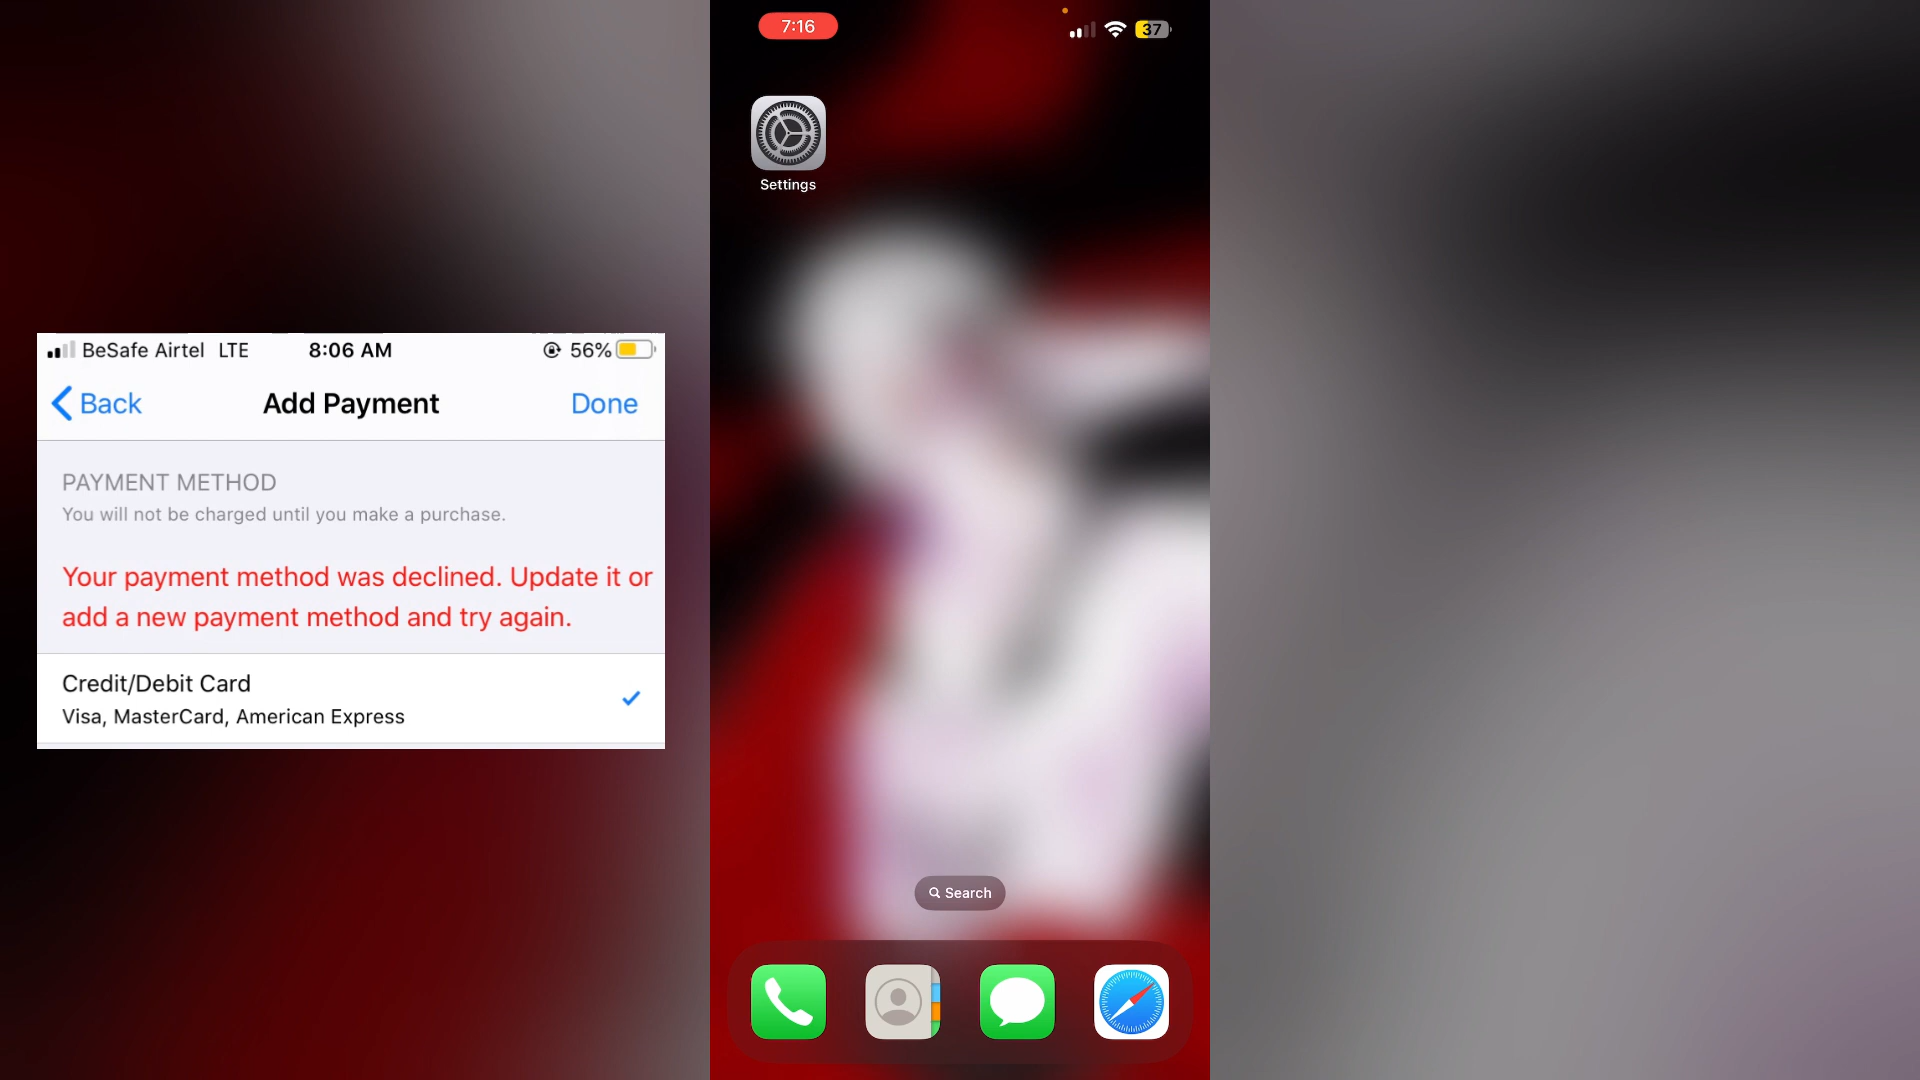 7:16
37
Settings
BeSafe Airtel LTE
8:06 AM
56%
Back
Add Payment
Done
PAYMENT METHOD
You will not be charged until you make a purchase.
Your payment method was declined. Update it or
add a new payment method and try again.
Credit/Debit Card
Visa, MasterCard, American Express
Search